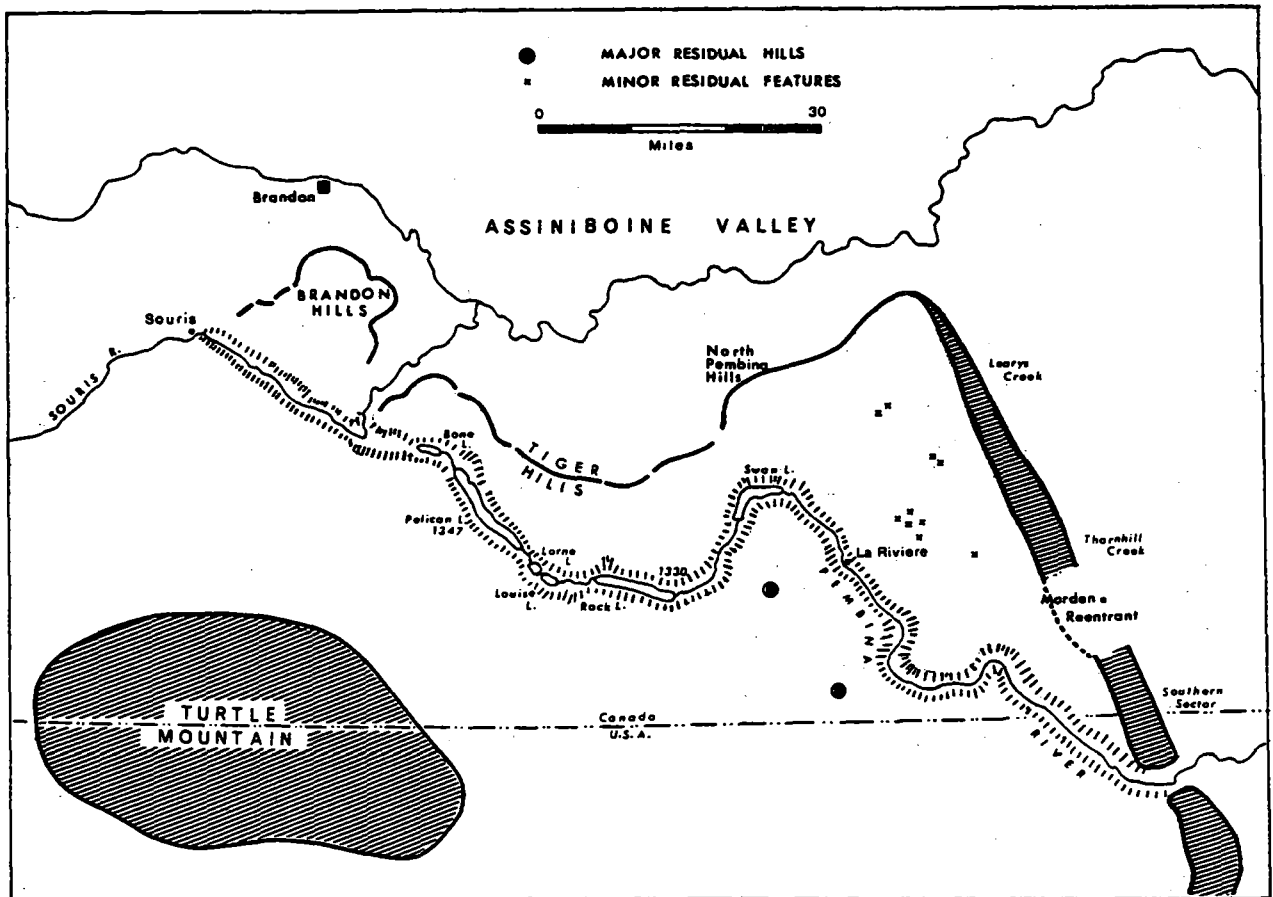 MAJOR RESIDUAL HILLS
MINOR RESIDUAL FEATURES
0 30
Miles
Brandon
ASSINIBOINE VALLEY
BRANDON
HILLS
Souris
SOURIS R.
North
Pembina
Hills
Learys
Creek
TIGER
HILLS
Bone
L.
Swan L.
Pelican L.
1347
Lorne
L.
1330
La Riviere
Thornhill
Creek
Louise
L.
Rock L.
Morden
Reentrant
PEMBINA
RIVER
Southern
Sector
TURTLE
MOUNTAIN
Canada
U.S.A.